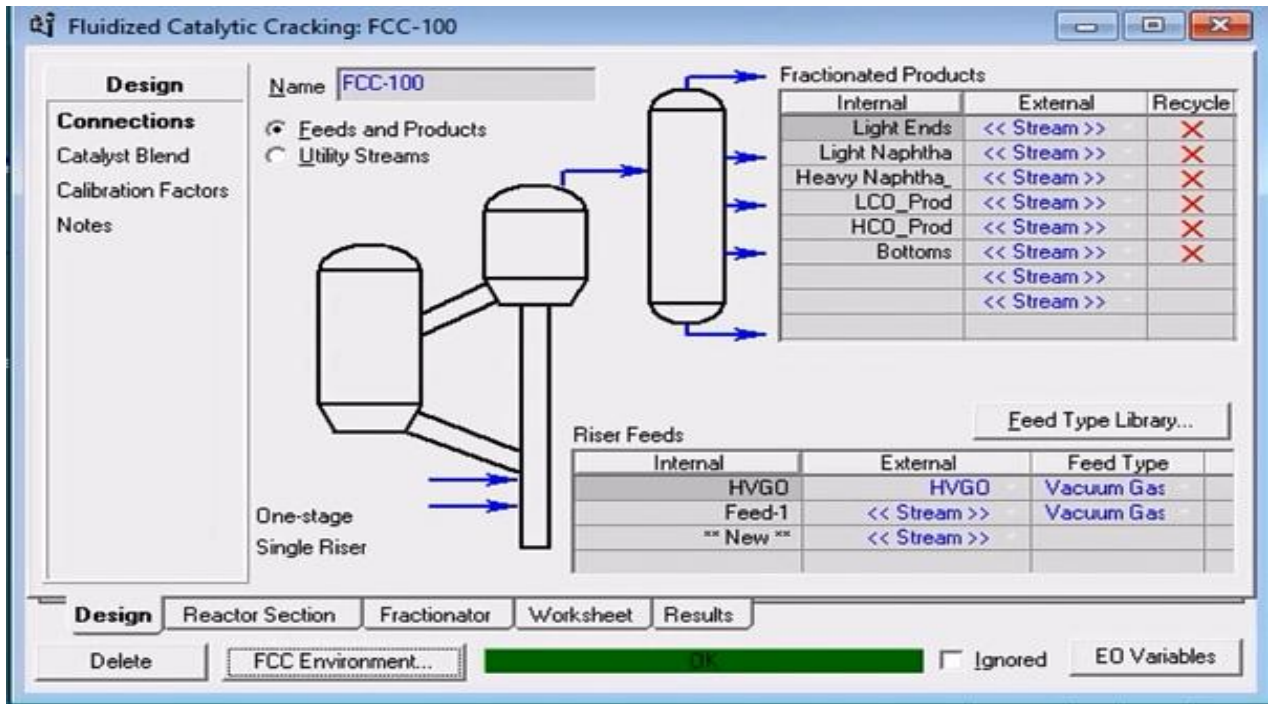 Fluidized Catalytic Cracking: FCC-100
Design
Connections
Catalyst Blend
Calibration Factors
Notes
Name FCC-100
Feeds and Products
Utility Streams
Fractionated Products
Internal External Recycle
Light Ends << Stream >>
Light Naphtha << Stream >>
Heavy Naphtha_ << Stream >>
LCO_Prod << Stream >>
HCO_Prod << Stream >>
Bottoms << Stream >>
<< Stream >>
<< Stream >>
Feed Type Library...
Riser Feeds
Internal External Feed Type
HVGO HVGO Vacuum Gas
Feed-1 << Stream >> Vacuum Gas
** New ** << Stream >>
One-stage
Single Riser
Design Reactor Section Fractionator Worksheet Results
Delete FCC Environment... OK Ignored EO Variables